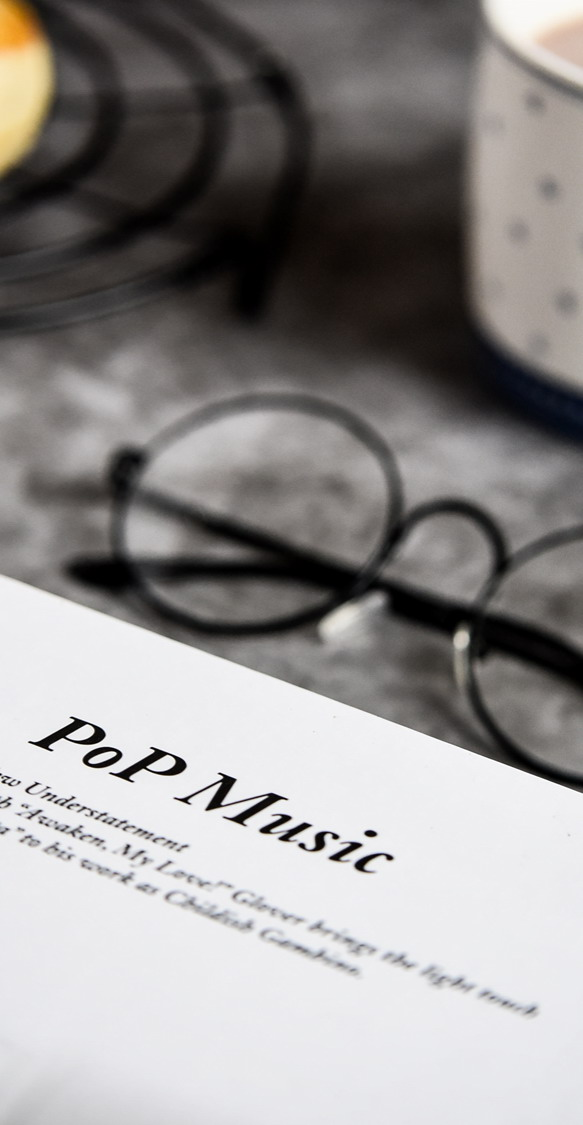 PoP Music
Understatement
“Awaken, My Love!” Glover brings the light touch
to his work as Childish Gambino.